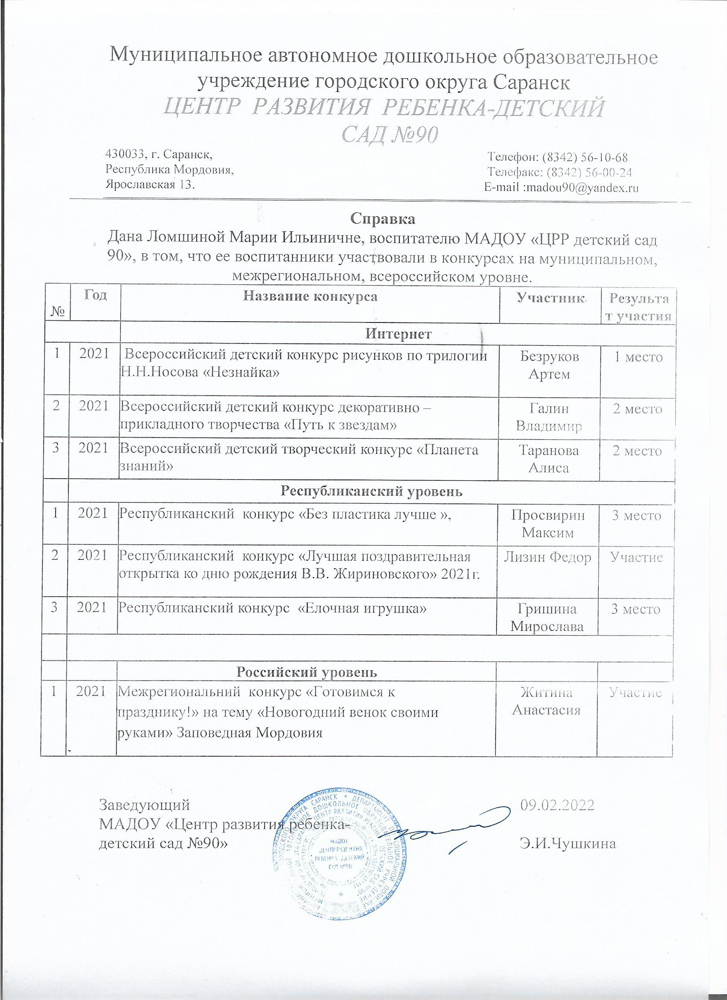 Муниципальное автономное дошкольное образовательное
учреждение городского округа Саранск
ЦЕНТР РАЗВИТИЯ РЕБЕНКА-ДЕТСКИЙ
САД №90
430033, г. Саранск,
Республика Мордовия,
Ярославская 13.
Телефон: (8342) 56-10-68
Телефакс: (8342) 56-00-24
E-mail :madou90@yandex.ru
Справка
Дана Ломшиной Марии Ильиничне, воспитателю МАДОУ «ЦРР детский сад
90», в том, что ее воспитанники участвовали в конкурсах на муниципальном,
межрегиональном, всероссийском уровне.
№ Год Название конкурса Участник Результа
т участия
Интернет
1 2021 Всероссийский детский конкурс рисунков по трилогии Безруков 1 место
Н.Н.Носова «Незнайка» Артем
2 2021 Всероссийский детский конкурс декоративно – Галин 2 место
прикладного творчества «Путь к звездам» Владимир
3 2021 Всероссийский детский творческий конкурс «Планета Таранова 2 место
знаний» Алиса
Республиканский уровень
1 2021 Республиканский конкурс «Без пластика лучше », Просвирин 3 место
Максим
2 2021 Республиканский конкурс «Лучшая поздравительная Лизин Федор Участие
открытка ко дню рождения В.В. Жириновского» 2021г.
3 2021 Республиканский конкурс «Елочная игрушка» Гришина 3 место
Мирослава
Российский уровень
1 2021 Межрегиональний конкурс «Готовимся к Житина Участие
празднику!» на тему «Новогодний венок своими Анастасия
руками» Заповедная Мордовия
Заведующий 09.02.2022
МАДОУ «Центр развития ребенка-
детский сад №90» Э.И.Чушкина
МАДОУ
ЦЕНТР РАЗВИТИЯ
РЕБЕНКА ДЕТСКИЙ
САД №90